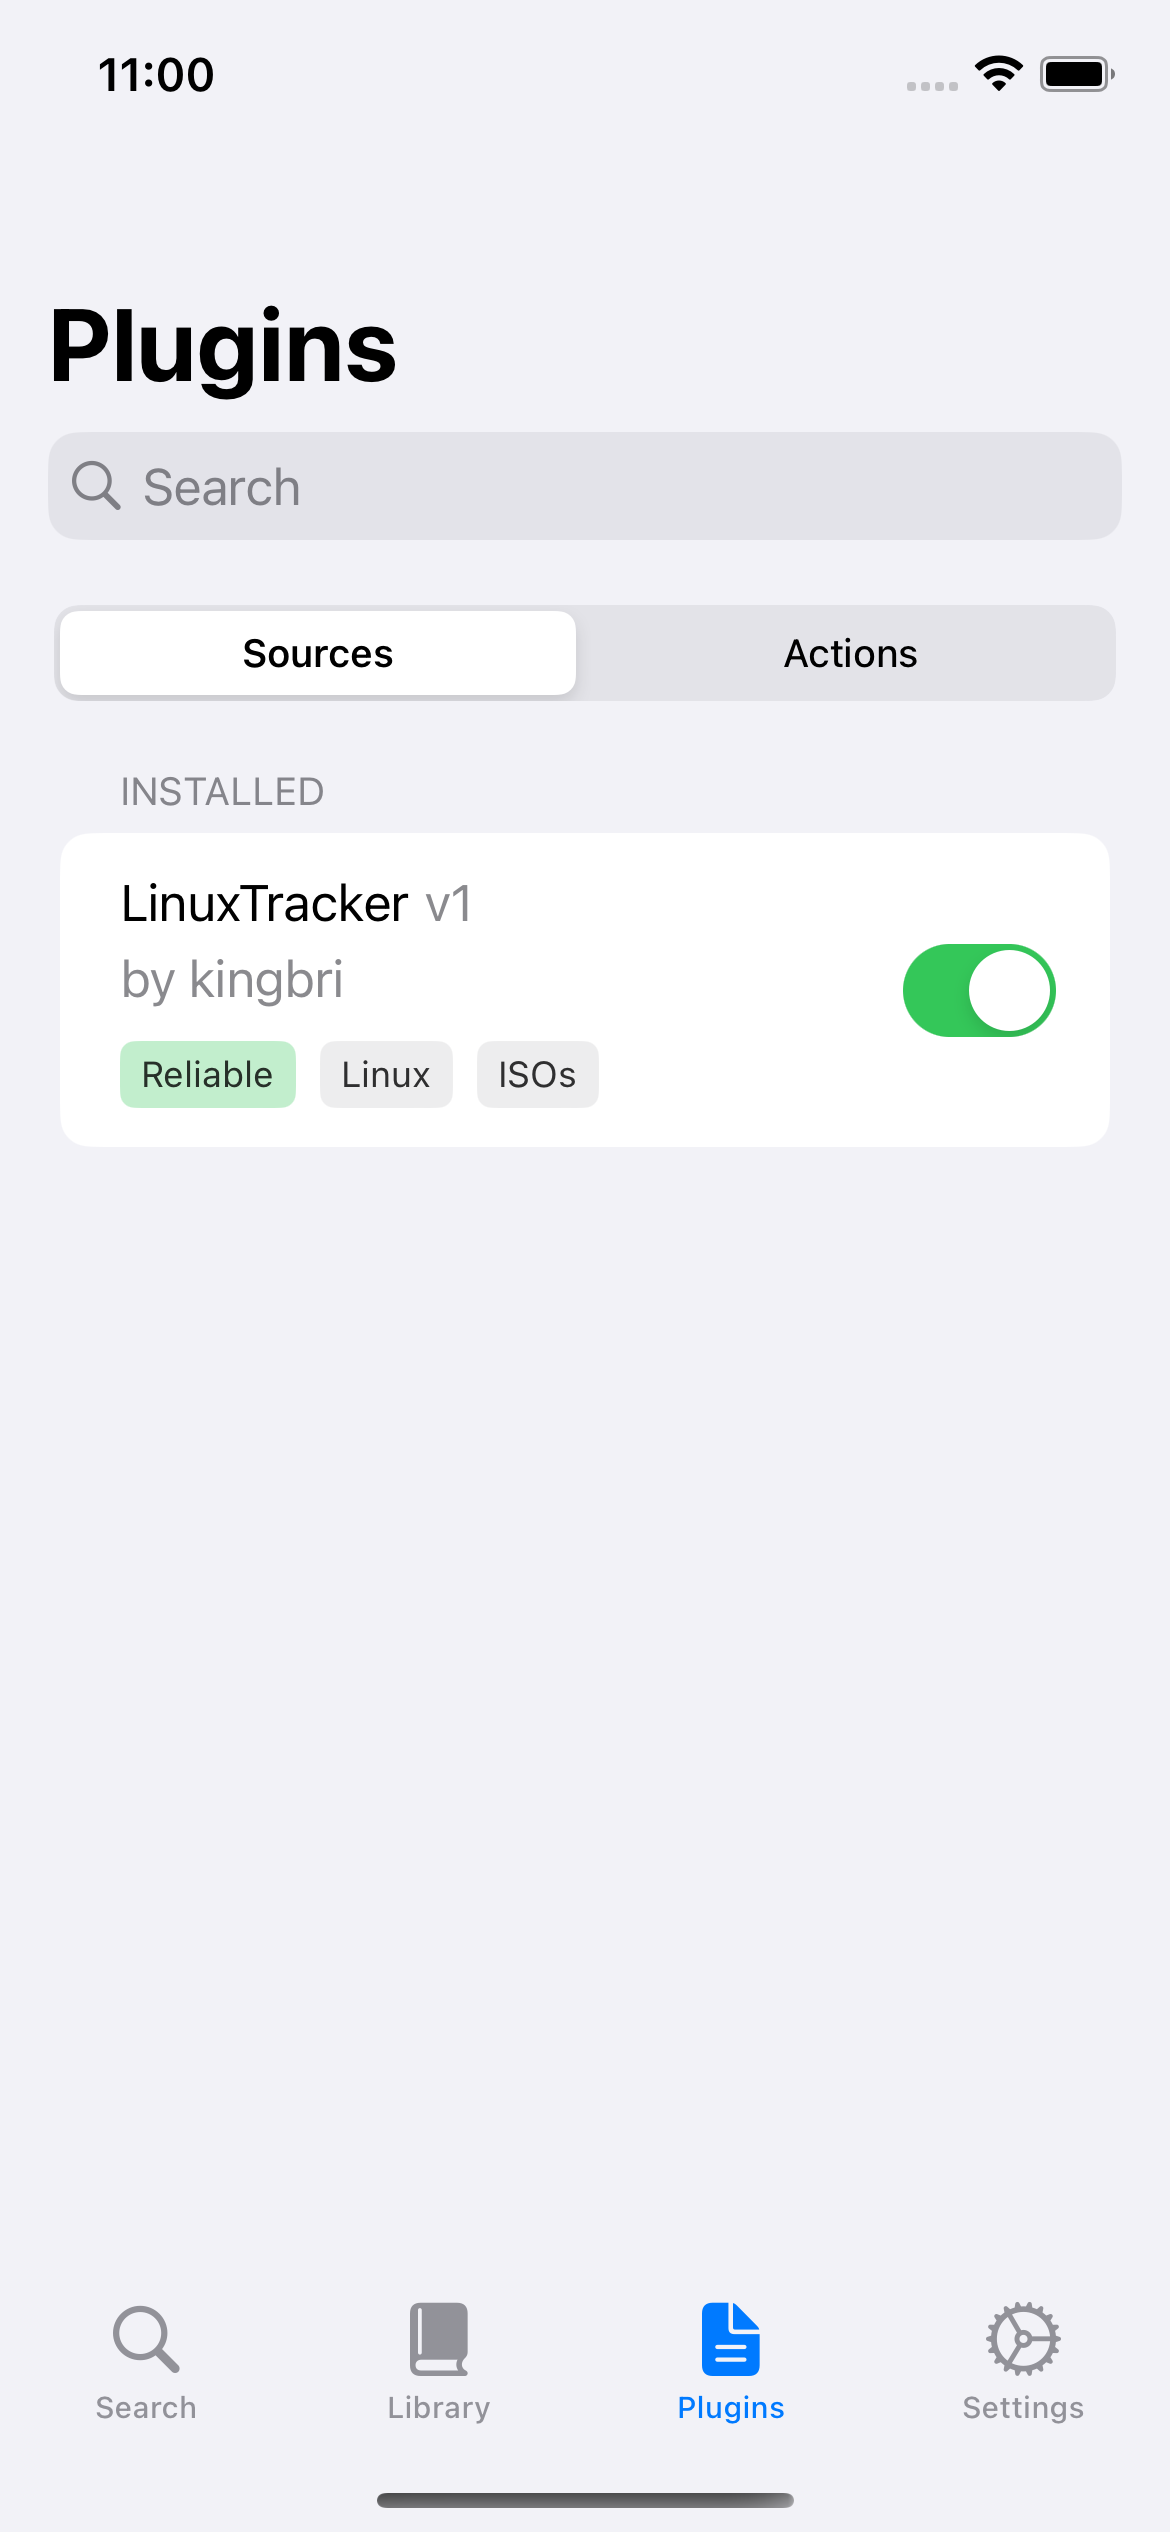 11:00
Plugins
Search
Sources Actions
INSTALLED
LinuxTracker v1
by kingbri
Reliable Linux ISOs
Search Library Plugins Settings